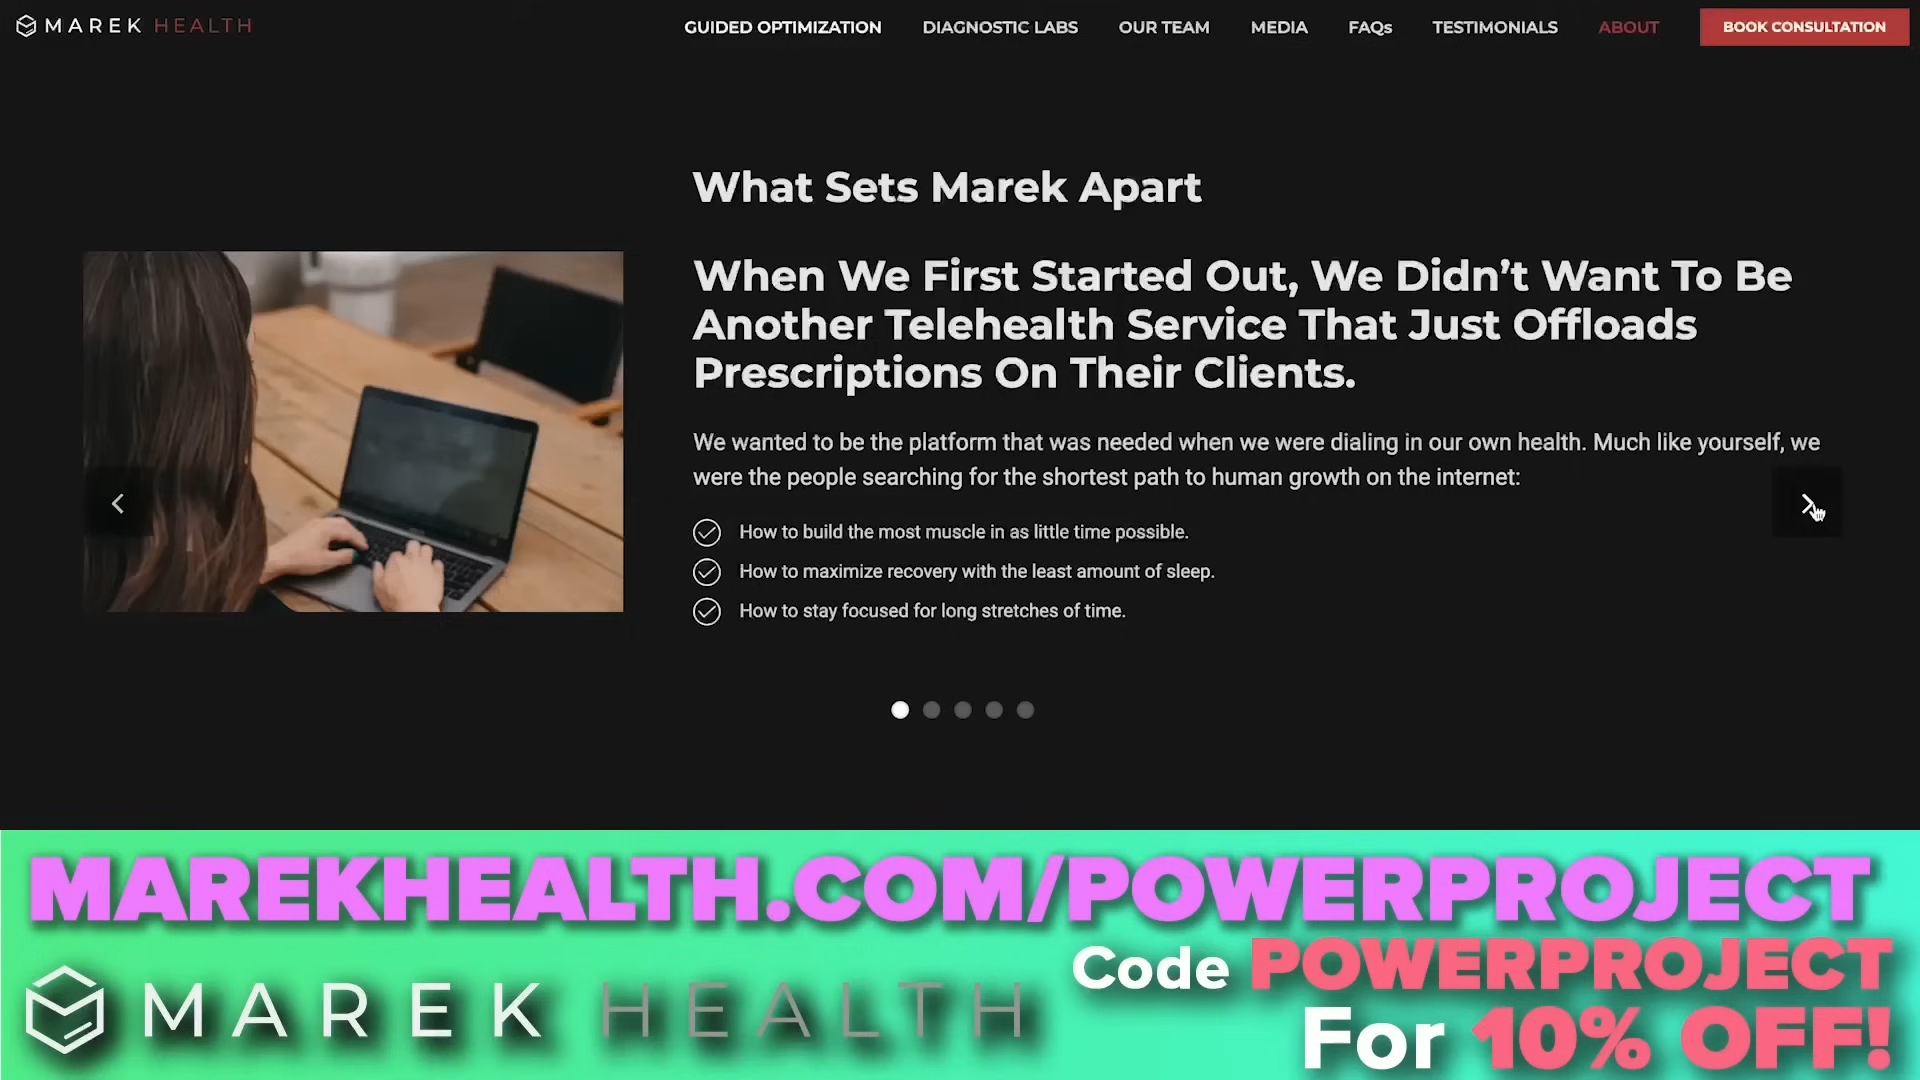 MAREK HEALTH
GUIDED OPTIMIZATION
DIAGNOSTIC LABS
OUR TEAM
MEDIA
FAQs
TESTIMONIALS
ABOUT
BOOK CONSULTATION
What Sets Marek Apart
When We First Started Out, We Didn’t Want To Be
Another Telehealth Service That Just Offloads
Prescriptions On Their Clients.
We wanted to be the platform that was needed when we were dialing in our own health. Much like yourself, we
were the people searching for the shortest path to human growth on the internet:
How to build the most muscle in as little time possible.
How to maximize recovery with the least amount of sleep.
How to stay focused for long stretches of time.
MAREKHEALTH.COM/POWERPROJECT
MAREK HEALTH
Code POWERPROJECT
For 10% OFF!